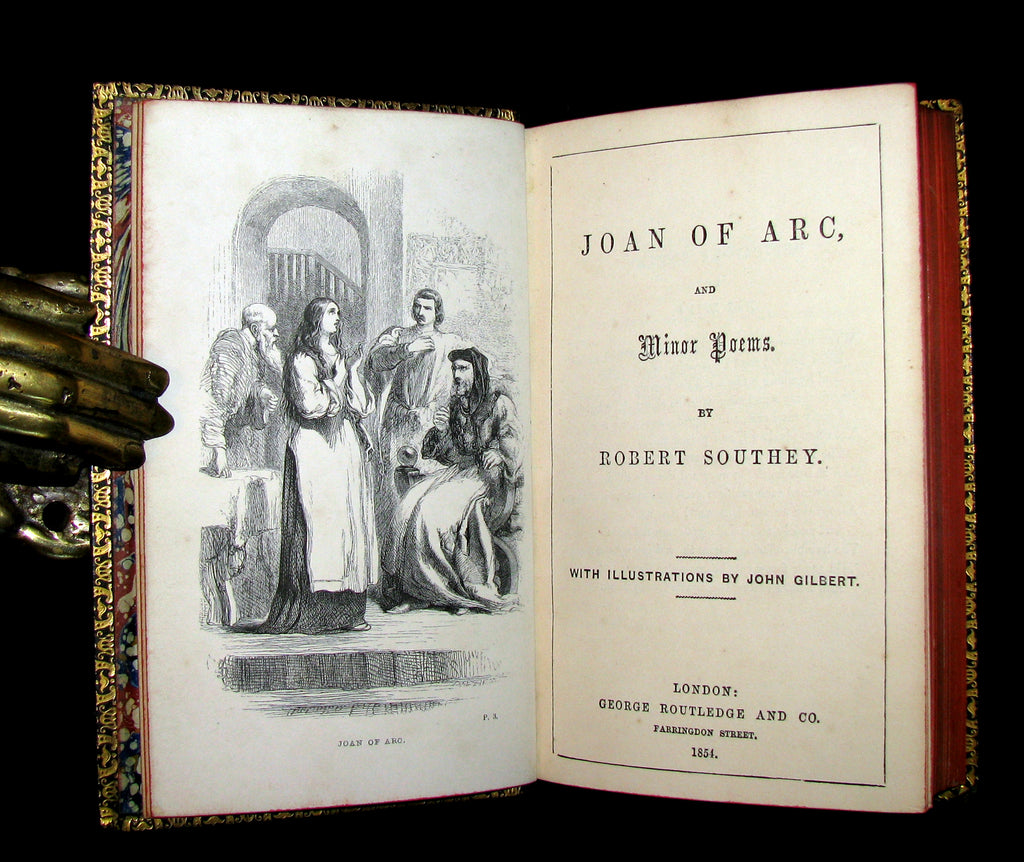 P. 3.
JOAN OF ARC.
JOAN OF ARC,
AND
Minor Poems.
BY
ROBERT SOUTHEY.
WITH ILLUSTRATIONS BY JOHN GILBERT.
LONDON:
GEORGE ROUTLEDGE AND CO.
FARRINGDON STREET.
1854.